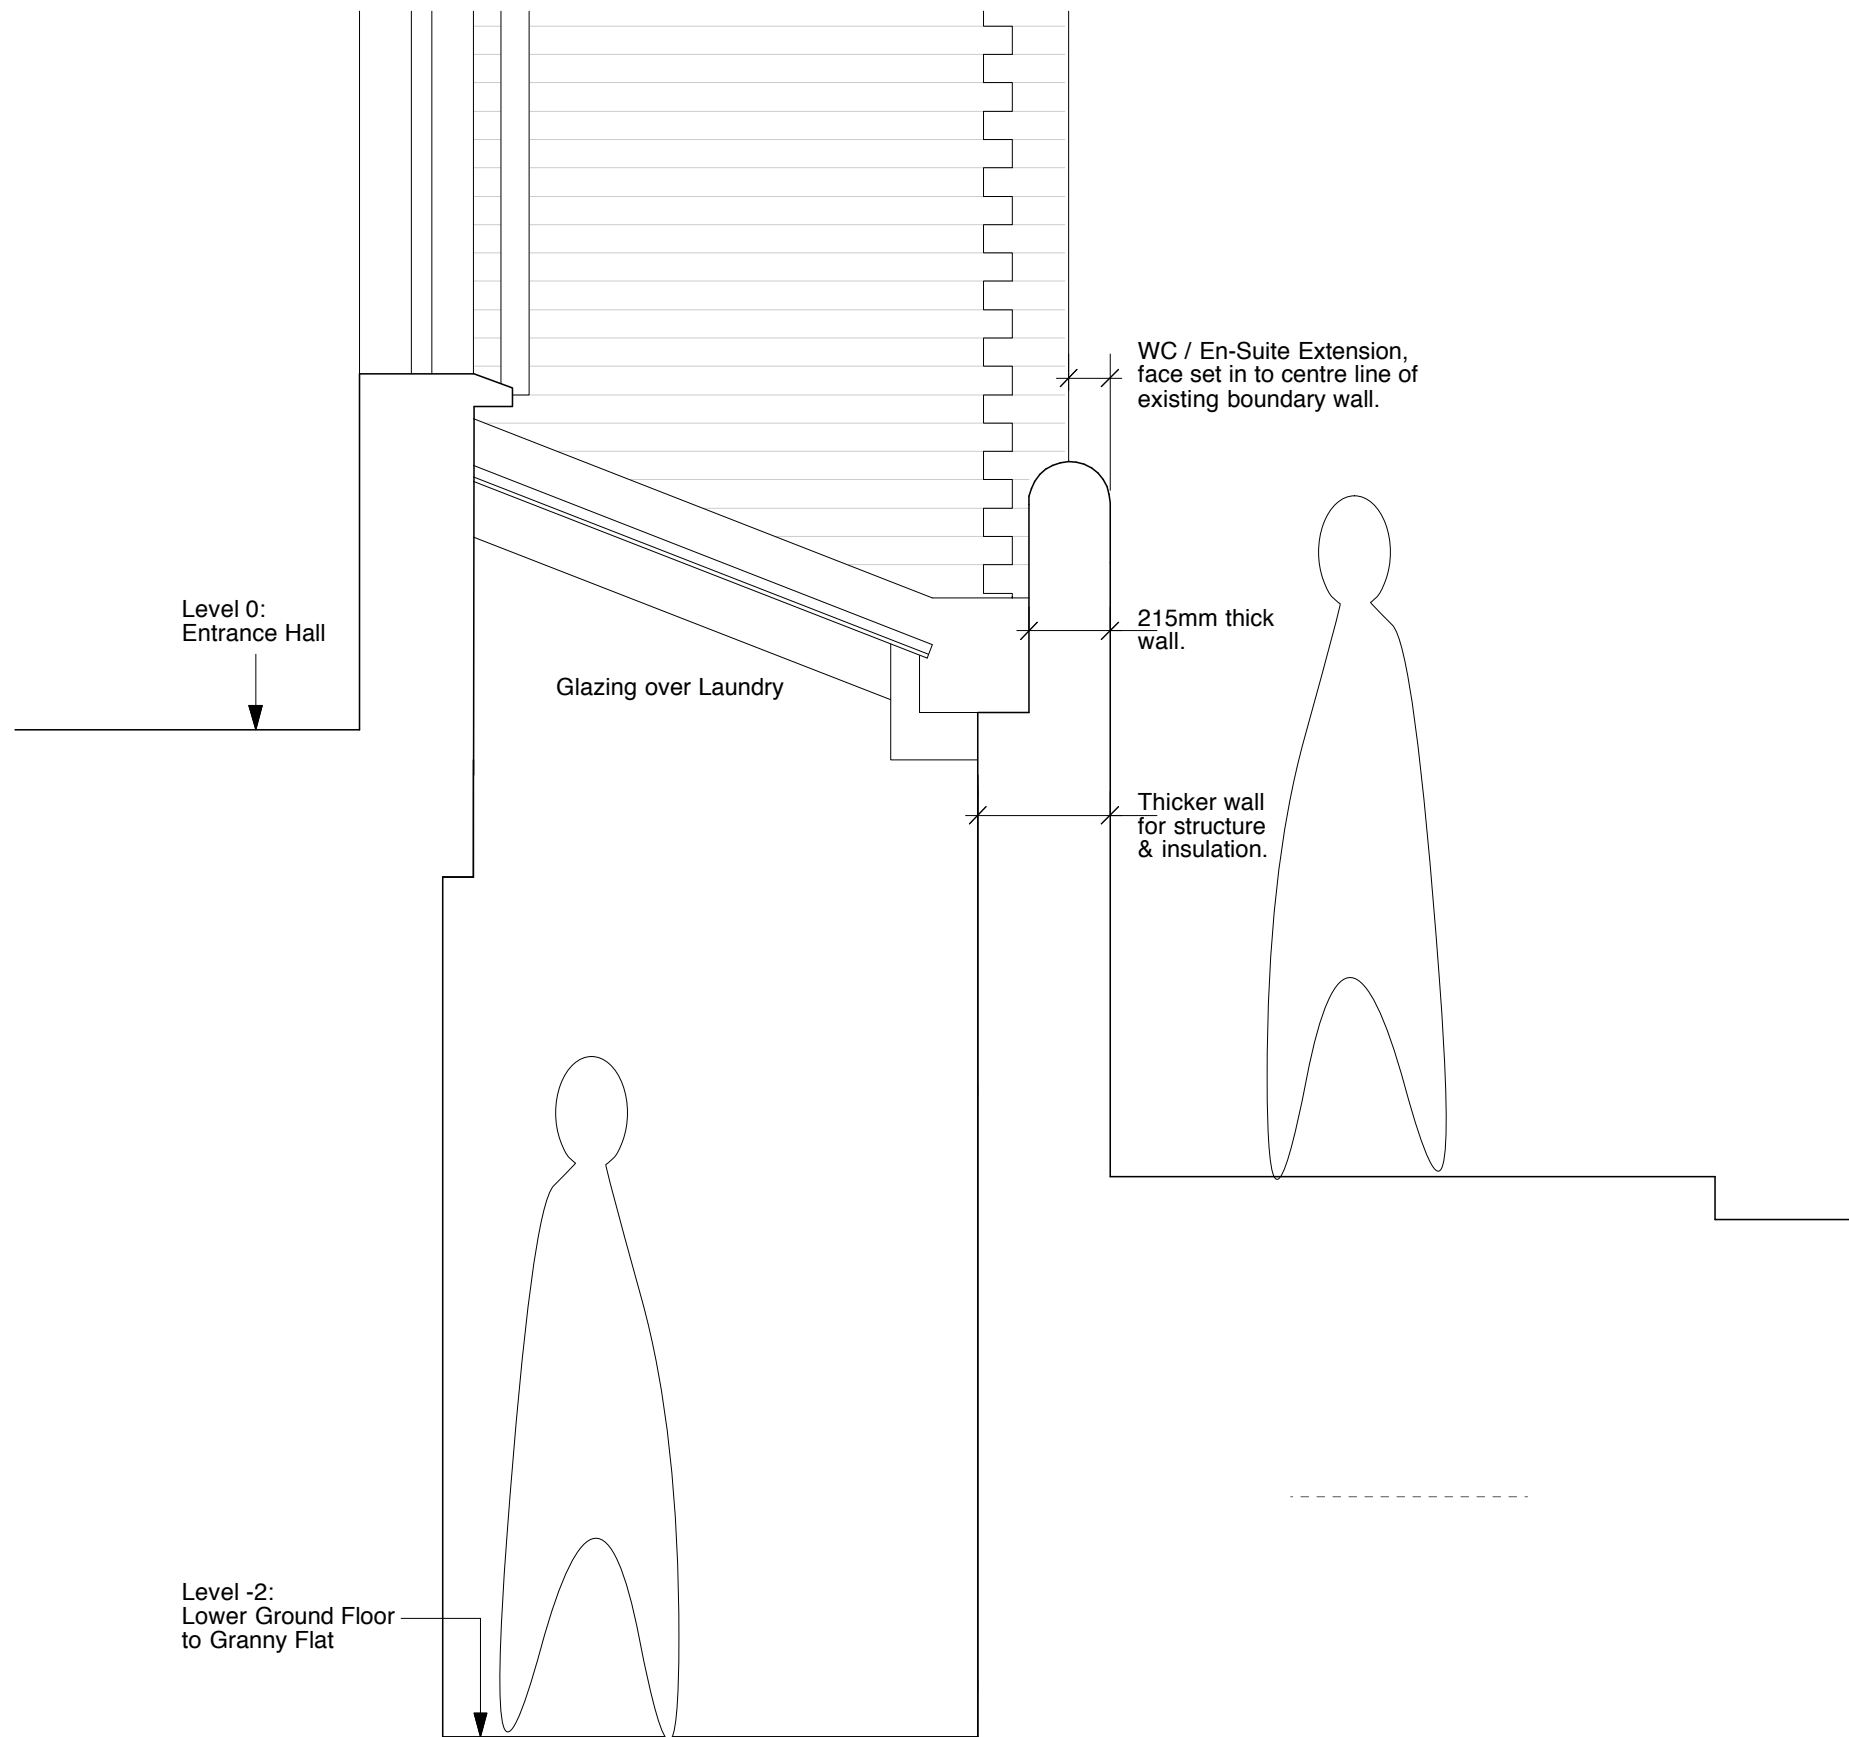 WC / En-Suite Extension,
face set in to centre line of
existing boundary wall.
Level 0:
Entrance Hall
215mm thick
wall.
Glazing over Laundry
Thicker wall
for structure
& insulation.
Level -2:
Lower Ground Floor
to Granny Flat